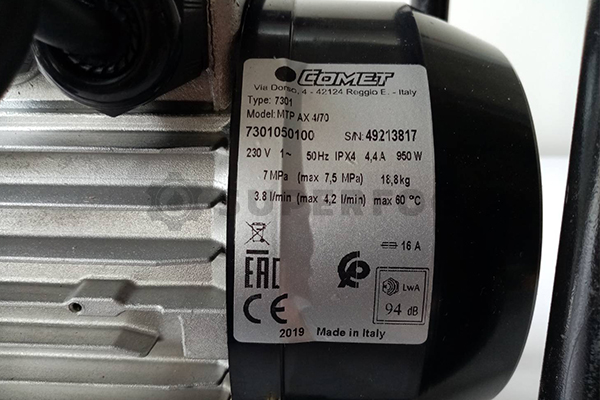 COMET
Via Dorso, 4 - 42124 Reggio E. - Italy
Type: 7301
Model: MTP AX 4/70
7301050100 S/N: 49213817
230 V 1~ 50Hz IPX4 4,4 A 950 W
7 MPa (max 7,5 MPa) 18,8kg
3.8 l/min (max 4,2 l/min) max 60 °C
16 A
EAC
CE
LwA
94 dB
2019 Made in Italy